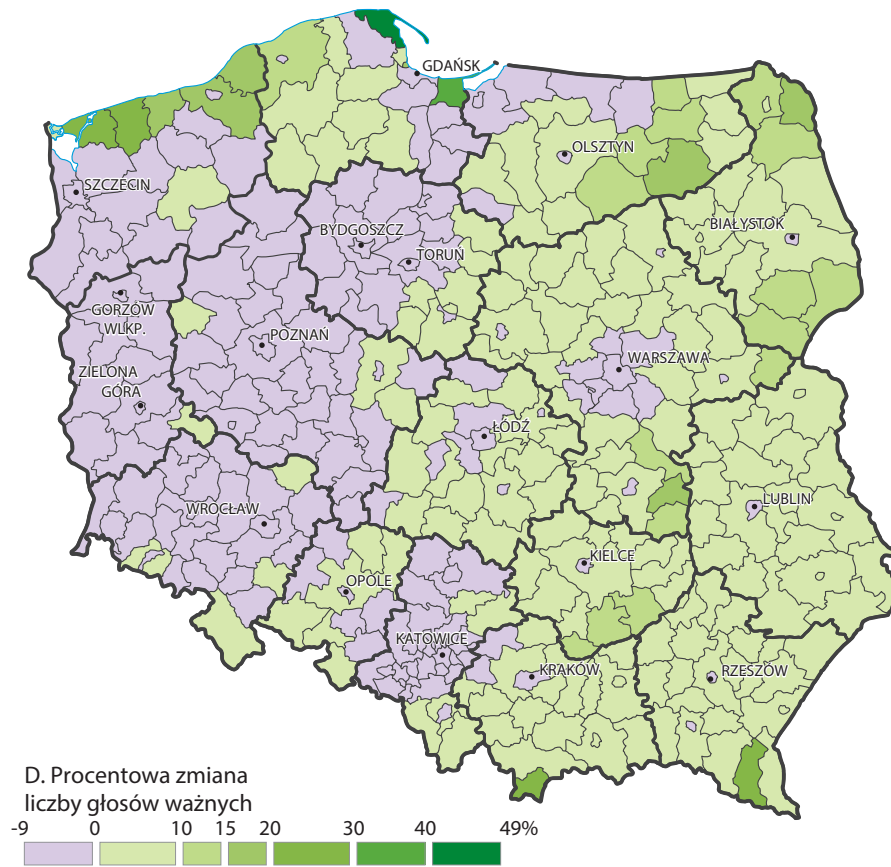 GDAŃSK
OLSZTYN
SZCZECIN
BIAŁYSTOK
BYDGOSZCZ
TORUŃ
GORZÓW
WLKP.
POZNAŃ
WARSZAWA
ZIELONA
GÓRA
ŁÓDŹ
WROCŁAW
LUBLIN
KIELCE
OPOLE
KATOWICE
KRAKÓW
RZESZÓW
D. Procentowa zmiana
liczby głosów ważnych
-9 0 10 15 20 30 40 49%